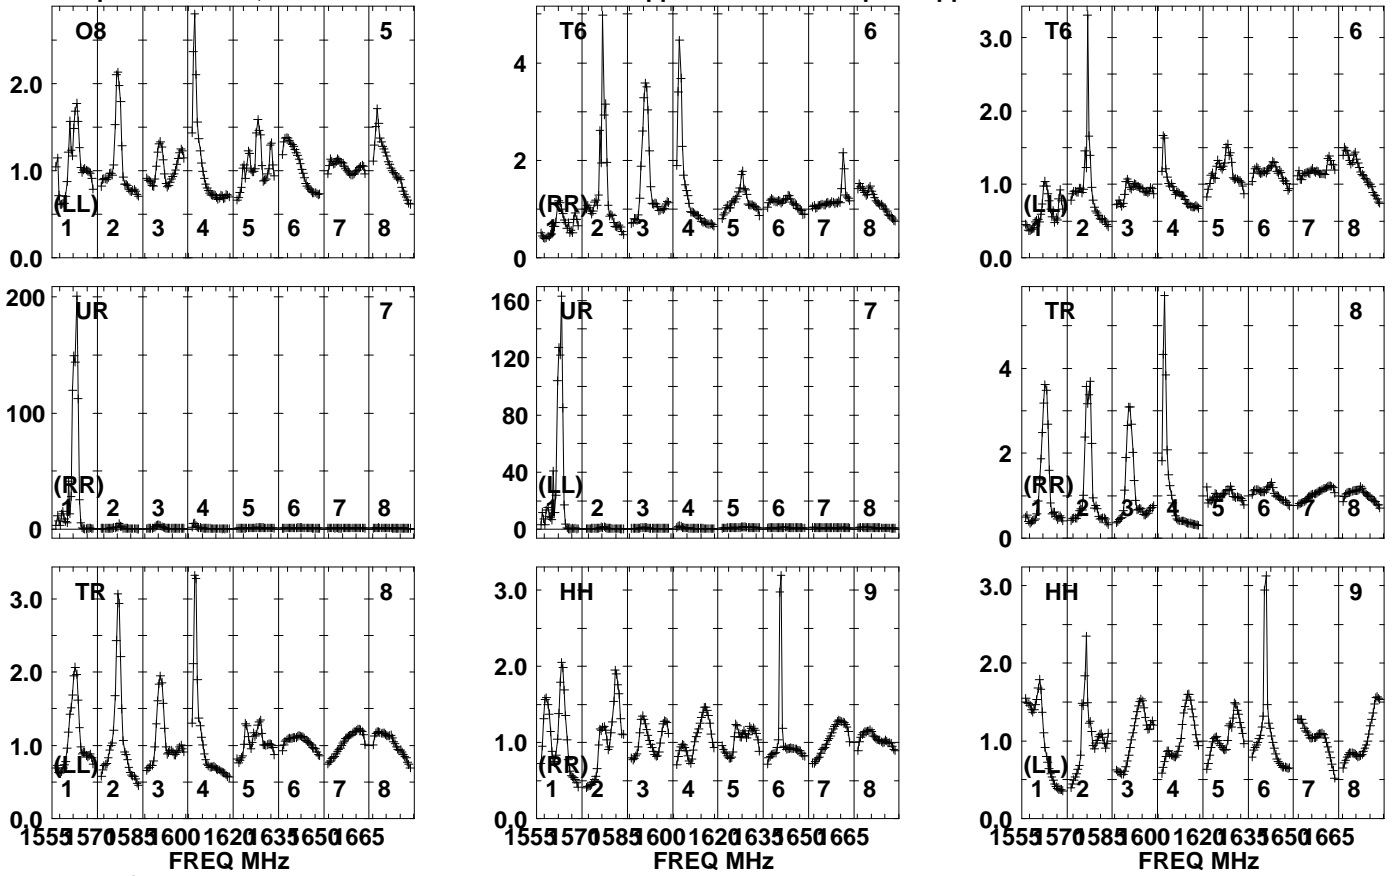 O8 5 T6 6 T6 6
2.0 4 3.0
1.0 2 2.0
(LL) (RR) 1.0 (LL)
1 2 3 4 5 6 7 8 1 2 3 4 5 6 7 8 1 2 3 4 5 6 7 8
0.0 0 0.0
UR 7 UR 7 TR 8
200 160 4
100 120 2
80
40
(RR) (LL) (RR)
1 2 3 4 5 6 7 8 1 2 3 4 5 6 7 8 1 2 3 4 5 6 7 8
0 0 0
TR 8 HH 9 HH 9
3.0 3.0 3.0
2.0 2.0 2.0
1.0 1.0 1.0
(LL) (RR) (LL)
1 2 3 4 5 6 7 8 1 2 3 4 5 6 7 8 1 2 3 4 5 6 7 8
0.0 0.0 0.0
1555 1570 1585 1600 1620 1635 1650 1665 1555 1570 1585 1600 1620 1635 1650 1665 1555 1570 1585 1600 1620 1635 1650 1665
FREQ MHz FREQ MHz FREQ MHz